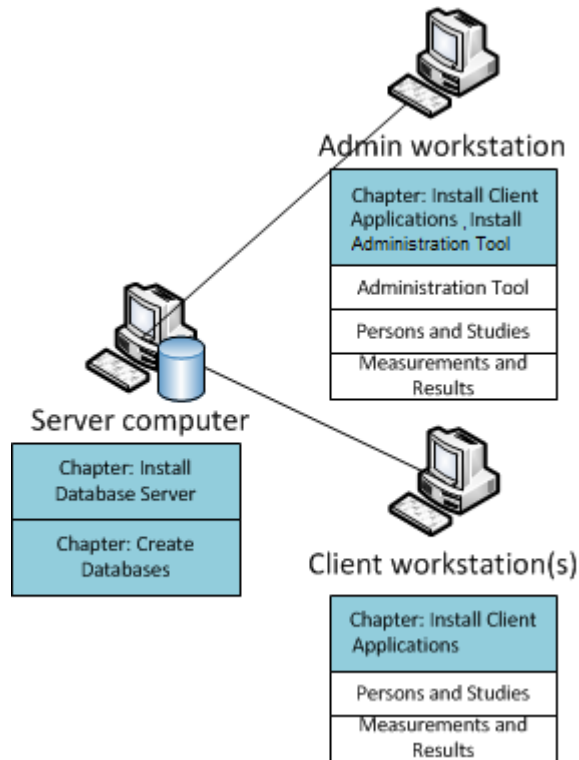 Admin workstation
Chapter: Install Client
Applications , Install
Administration Tool
Administration Tool
Persons and Studies
Measurements and
Results
Server computer
Chapter: Install
Database Server
Chapter: Create
Databases
Client workstation(s)
Chapter: Install Client
Applications
Persons and Studies
Measurements and
Results